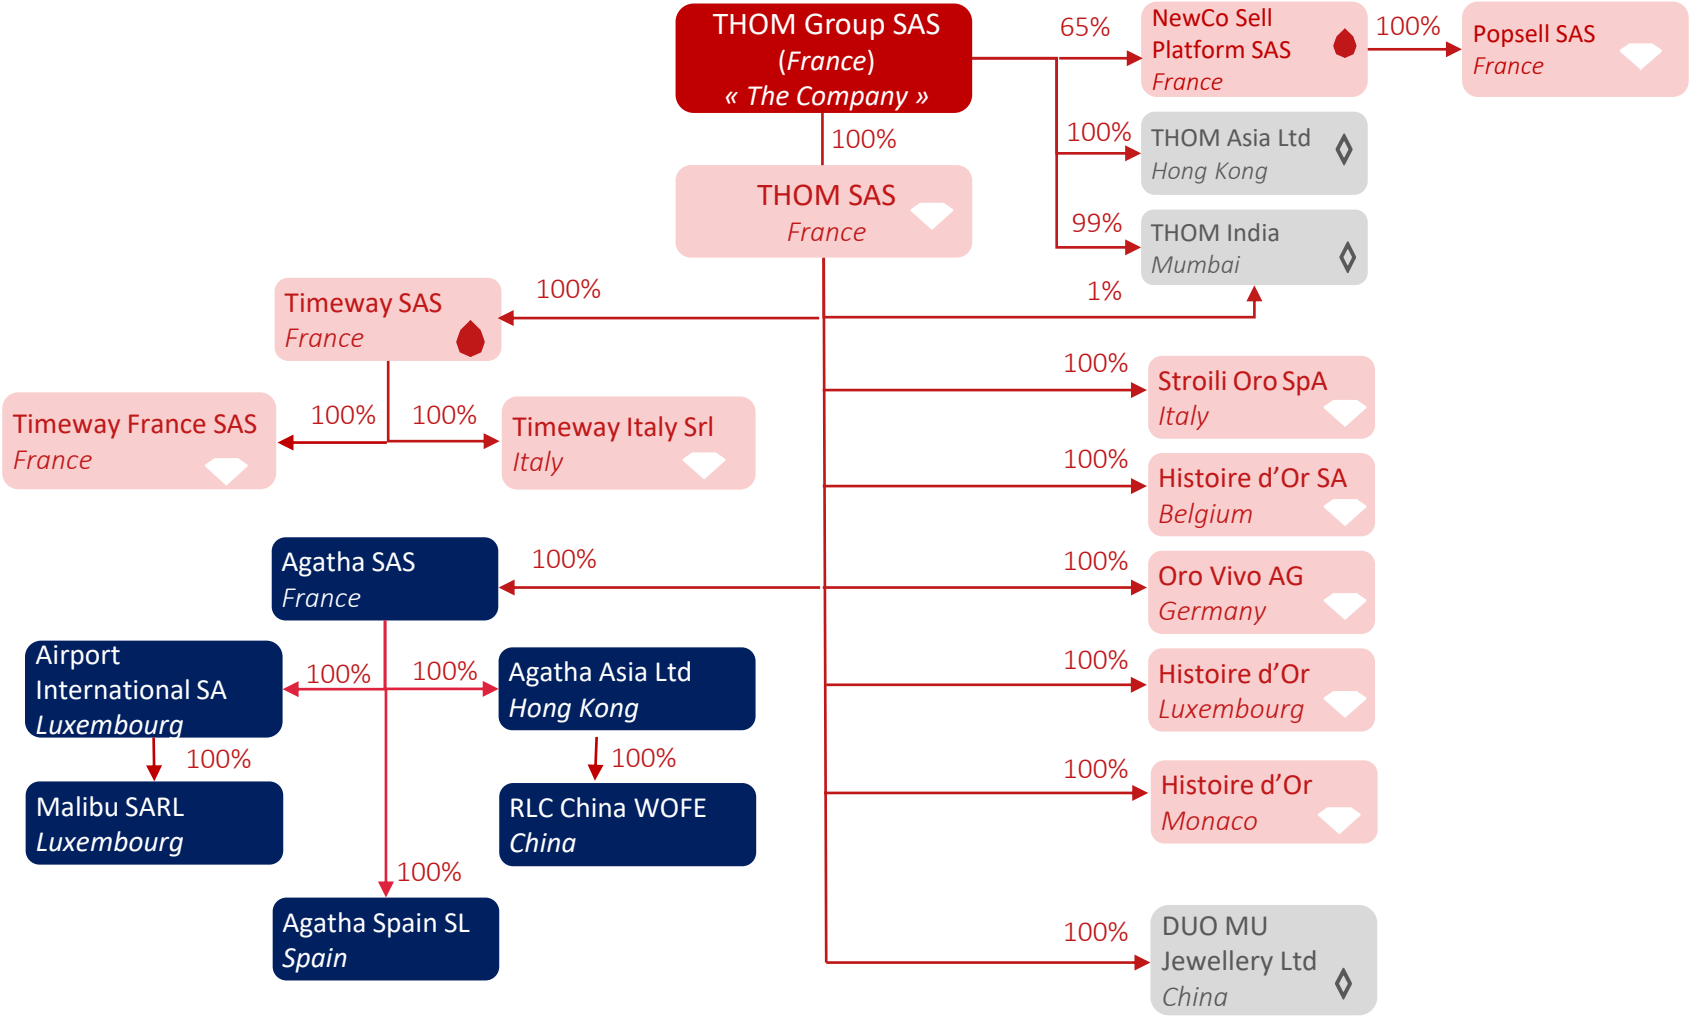 THOM Group SAS
(France)
« The Company »
65%
NewCo Sell
Platform SAS
France
100%
Popsell SAS
France
100%
THOM Asia Ltd
Hong Kong
100%
THOM SAS
France
99%
THOM India
Mumbai
1%
100%
Timeway SAS
France
100%
100%
Timeway France SAS
France
Timeway Italy Srl
Italy
100%
Stroili Oro SpA
Italy
100%
Histoire d’Or SA
Belgium
100%
Agatha SAS
France
100%
Oro Vivo AG
Germany
100%
100%
Airport
International SA
Luxembourg
Agatha Asia Ltd
Hong Kong
100%
Histoire d’Or
Luxembourg
100%
100%
Malibu SARL
Luxembourg
RLC China WOFE
China
100%
Histoire d’Or
Monaco
100%
Agatha Spain SL
Spain
100%
DUO MU
Jewellery Ltd
China